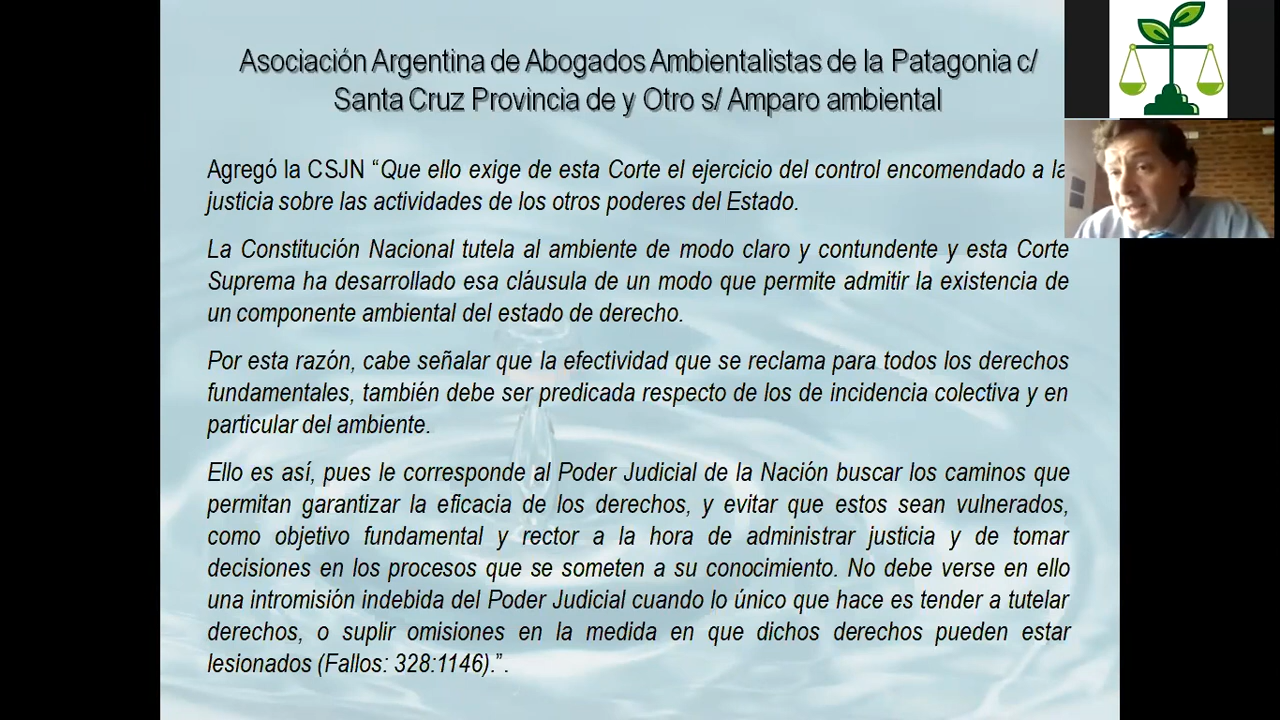 Asociación Argentina de Abogados Ambientalistas de la Patagonia c/
Santa Cruz Provincia de y Otro s/ Amparo ambiental
Agregó la CSJN “Que ello exige de esta Corte el ejercicio del control encomendado a la
justicia sobre las actividades de los otros poderes del Estado.
La Constitución Nacional tutela al ambiente de modo claro y contundente y esta Corte
Suprema ha desarrollado esa cláusula de un modo que permite admitir la existencia de
un componente ambiental del estado de derecho.
Por esta razón, cabe señalar que la efectividad que se reclama para todos los derechos
fundamentales, también debe ser predicada respecto de los de incidencia colectiva y en
particular del ambiente.
Ello es así, pues le corresponde al Poder Judicial de la Nación buscar los caminos que
permitan garantizar la eficacia de los derechos, y evitar que estos sean vulnerados,
como objetivo fundamental y rector a la hora de administrar justicia y de tomar
decisiones en los procesos que se someten a su conocimiento. No debe verse en ello
una intromisión indebida del Poder Judicial cuando lo único que hace es tender a tutelar
derechos, o suplir omisiones en la medida en que dichos derechos pueden estar
lesionados (Fallos: 328:1146).”.